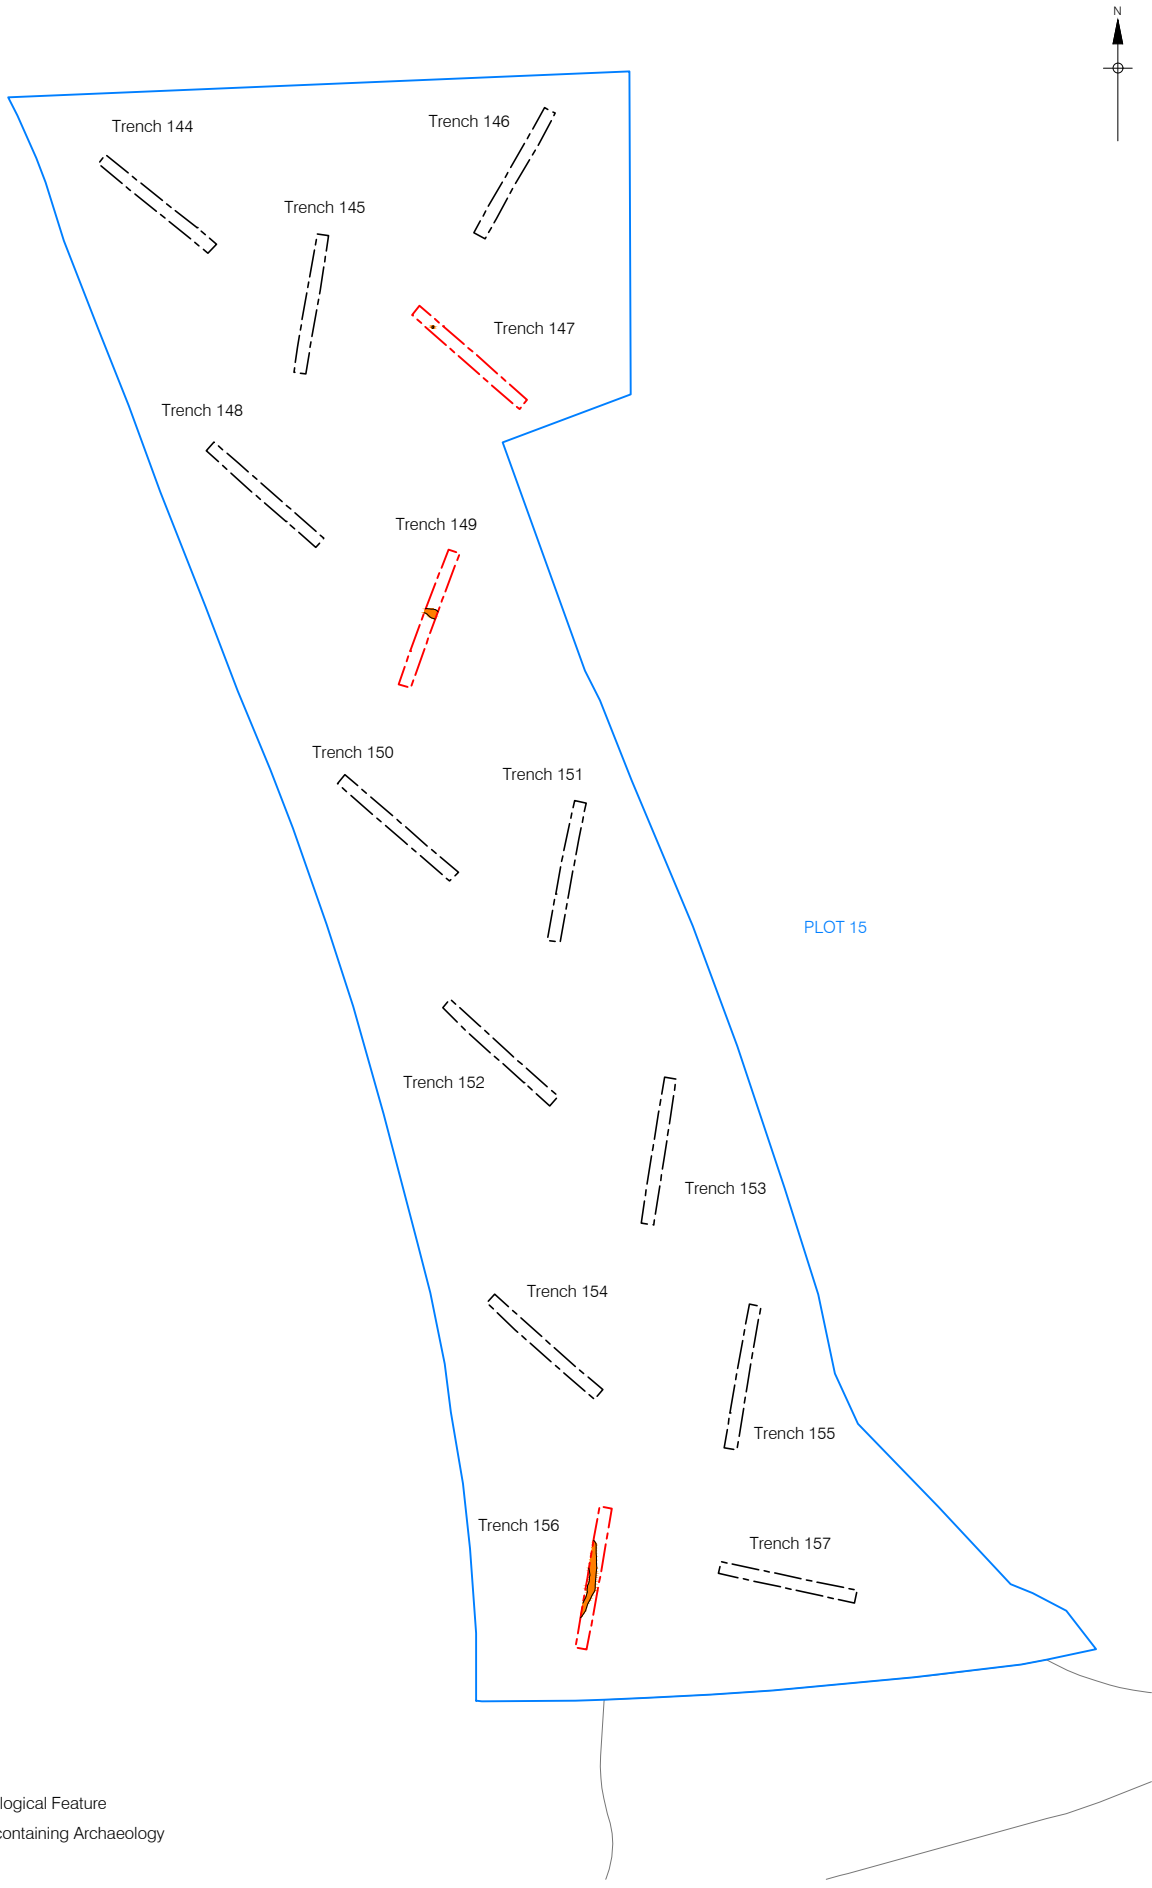 N
Trench 144
Trench 146
Trench 145
Trench 147
Trench 148
Trench 149
Trench 150
Trench 151
PLOT 15
Trench 152
Trench 153
Trench 154
Trench 155
Trench 156
Trench 157
logical Feature
containing Archaeology